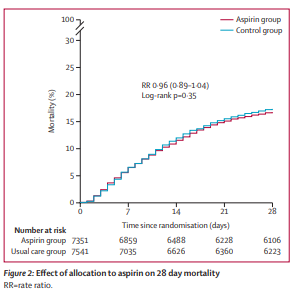 100
Aspirin group
Control group
30
25
20
15
10
5
0
Mortality (%)
RR 0·96 (0·89–1·04)
Log-rank p=0·35
0 7 14 21 28
Time since randomisation (days)
Number at risk
Aspirin group 7351 6859 6488 6228 6106
Usual care group 7541 7035 6626 6360 6223
Figure 2: Effect of allocation to aspirin on 28 day mortality
RR=rate ratio.